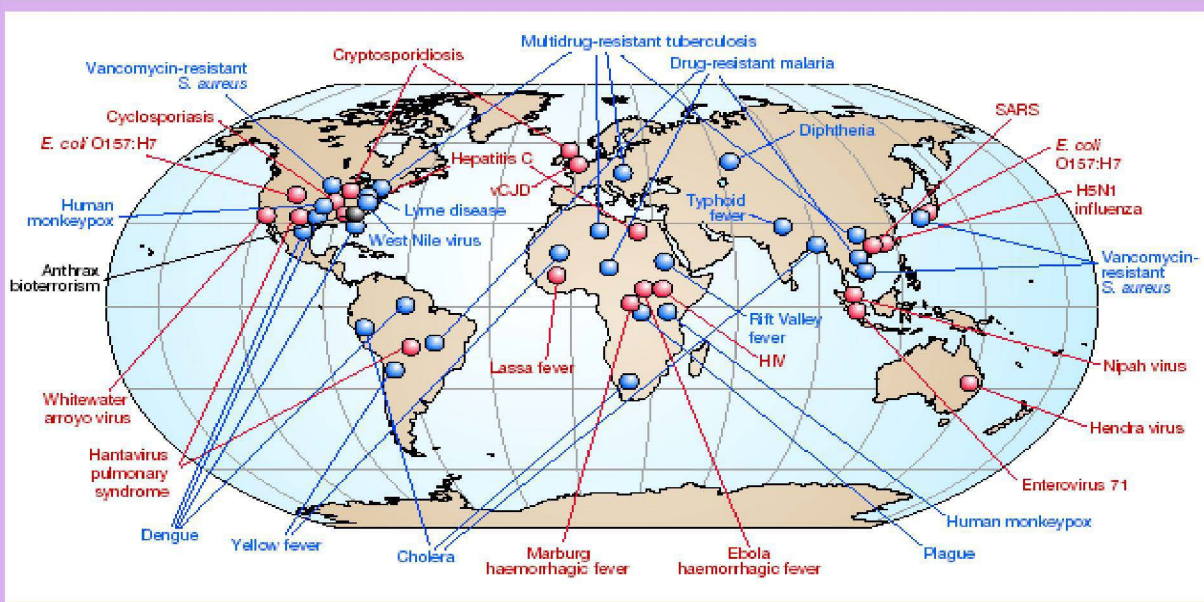 Multidrug-resistant tuberculosis
Cryptosporidiosis
Drug-resistant malaria
Vancomycin-resistant
S. aureus
SARS
Cyclosporiasis
Diphtheria
E. coli
O157:H7
E. coli O157:H7
Hepatitis C
vCJD
H5N1
influenza
Human
monkeypox
Lyme disease
Typhoid
fever
West Nile virus
Anthrax
bioterrorism
Vancomycin-
resistant
S. aureus
Rift Valley
fever
HIV
Lassa fever
Nipah virus
Whitewater
arroyo virus
Hendra virus
Hantavirus
pulmonary
syndrome
Enterovirus 71
Human monkeypox
Dengue
Yellow fever
Cholera
Marburg
haemorrhagic fever
Ebola
haemorrhagic fever
Plague